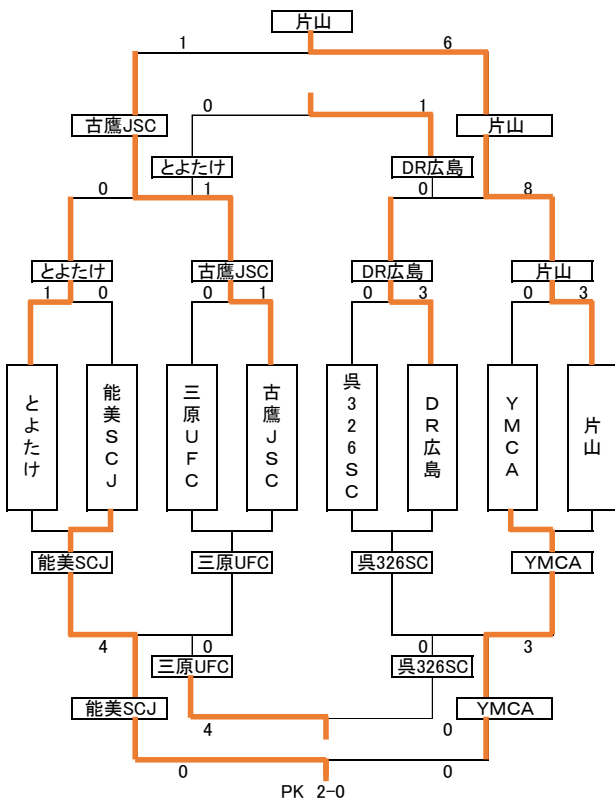 片山
1 6
0 1
古鷹JSC 片山
とよたけ DR広島
0 1 0 8
とよたけ 古鷹JSC DR広島 片山
1 0 0 1 0 3 0 3
とよたけ 能美SCJ 三原UFC 古鷹JSC 呉326SC DR広島 YMCA 片山
能美SCJ 三原UFC 呉326SC YMCA
4 0 0 3
三原UFC 呉326SC
能美SCJ YMCA
4 0
0 0
PK 2-0